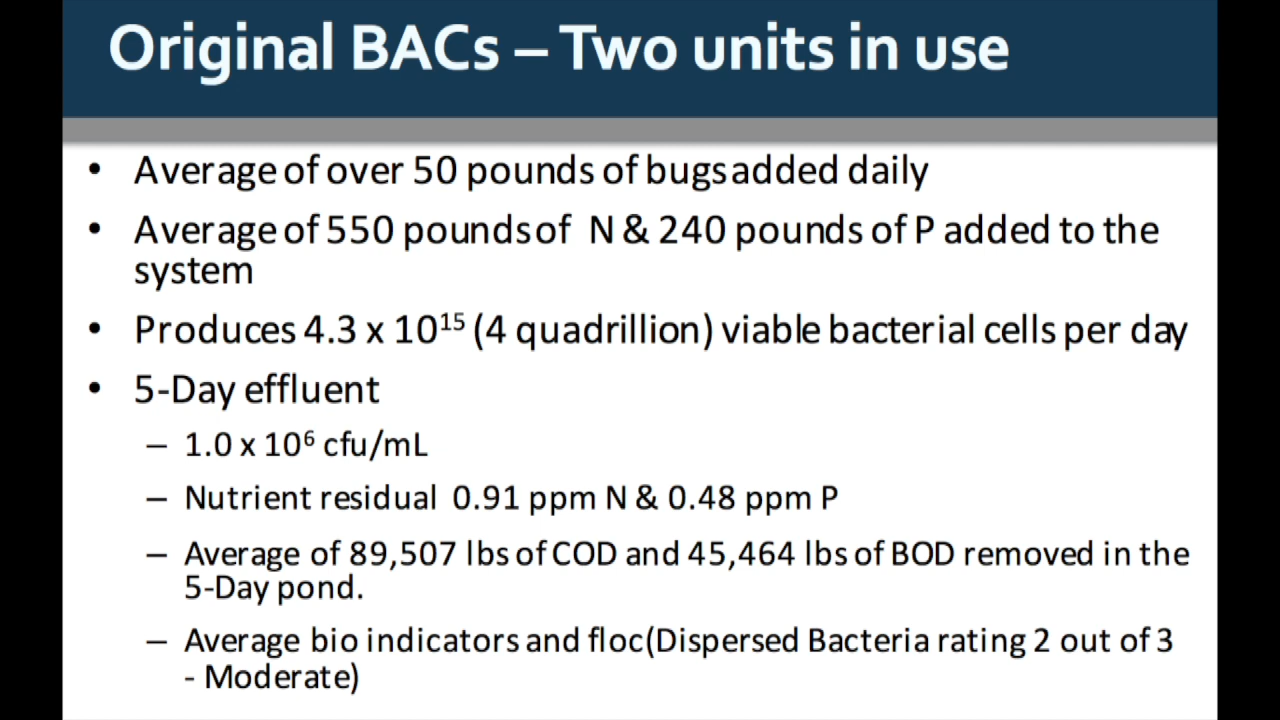 Original BACs – Two units in use
• Average of over 50 pounds of bugs added daily
• Average of 550 pounds of N & 240 pounds of P added to the
system
• Produces 4.3 x 10¹⁵ (4 quadrillion) viable bacterial cells per day
• 5-Day effluent
– 1.0 x 10⁶ cfu/mL
– Nutrient residual 0.91 ppm N & 0.48 ppm P
– Average of 89,507 lbs of COD and 45,464 lbs of BOD removed in the
5-Day pond.
– Average bio indicators and floc(Dispersed Bacteria rating 2 out of 3
- Moderate)